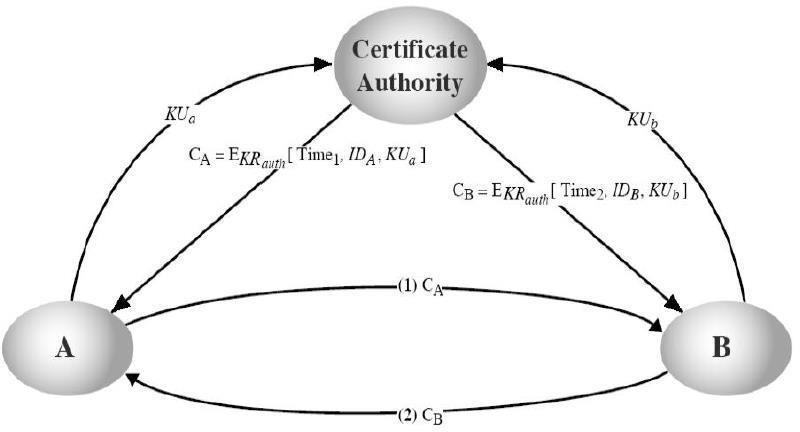 Certificate
Authority
KUa
KUb
CA = EKRauth[ Time1, IDA, KUa ]
CB = EKRauth[ Time2, IDB, KUb ]
(1) CA
A
B
(2) CB